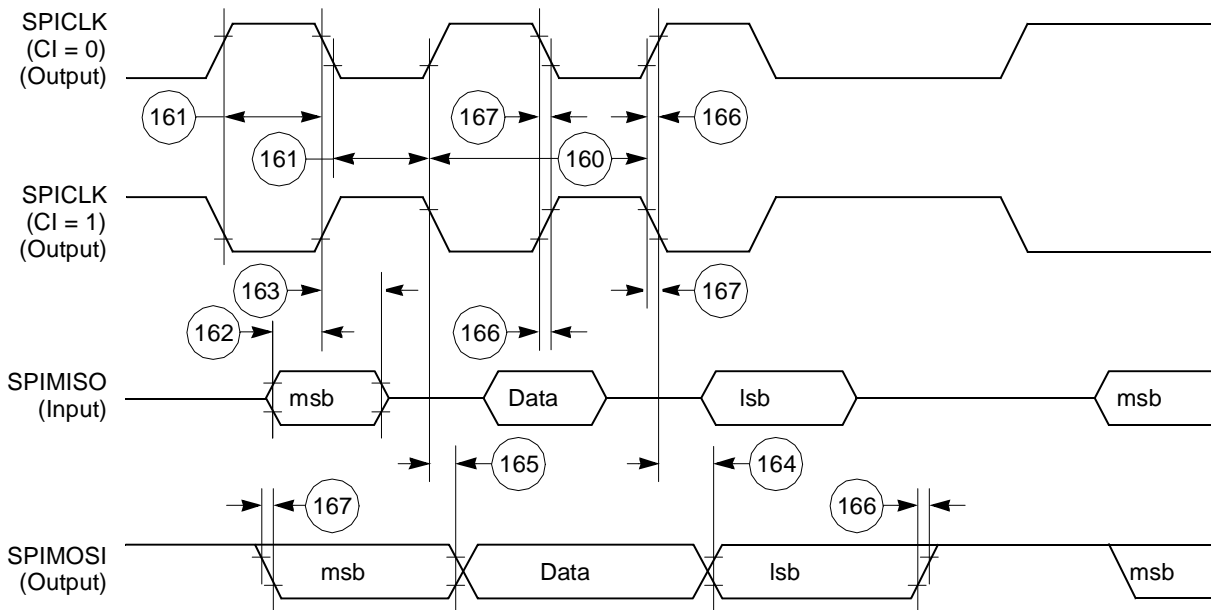 SPICLK
(CI = 0)
(Output)
161
167
166
161
160
SPICLK
(CI = 1)
(Output)
163
167
162
166
SPIMISO
(Input)
msb
Data
lsb
msb
165
164
167
166
SPIMOSI
(Output)
msb
Data
lsb
msb